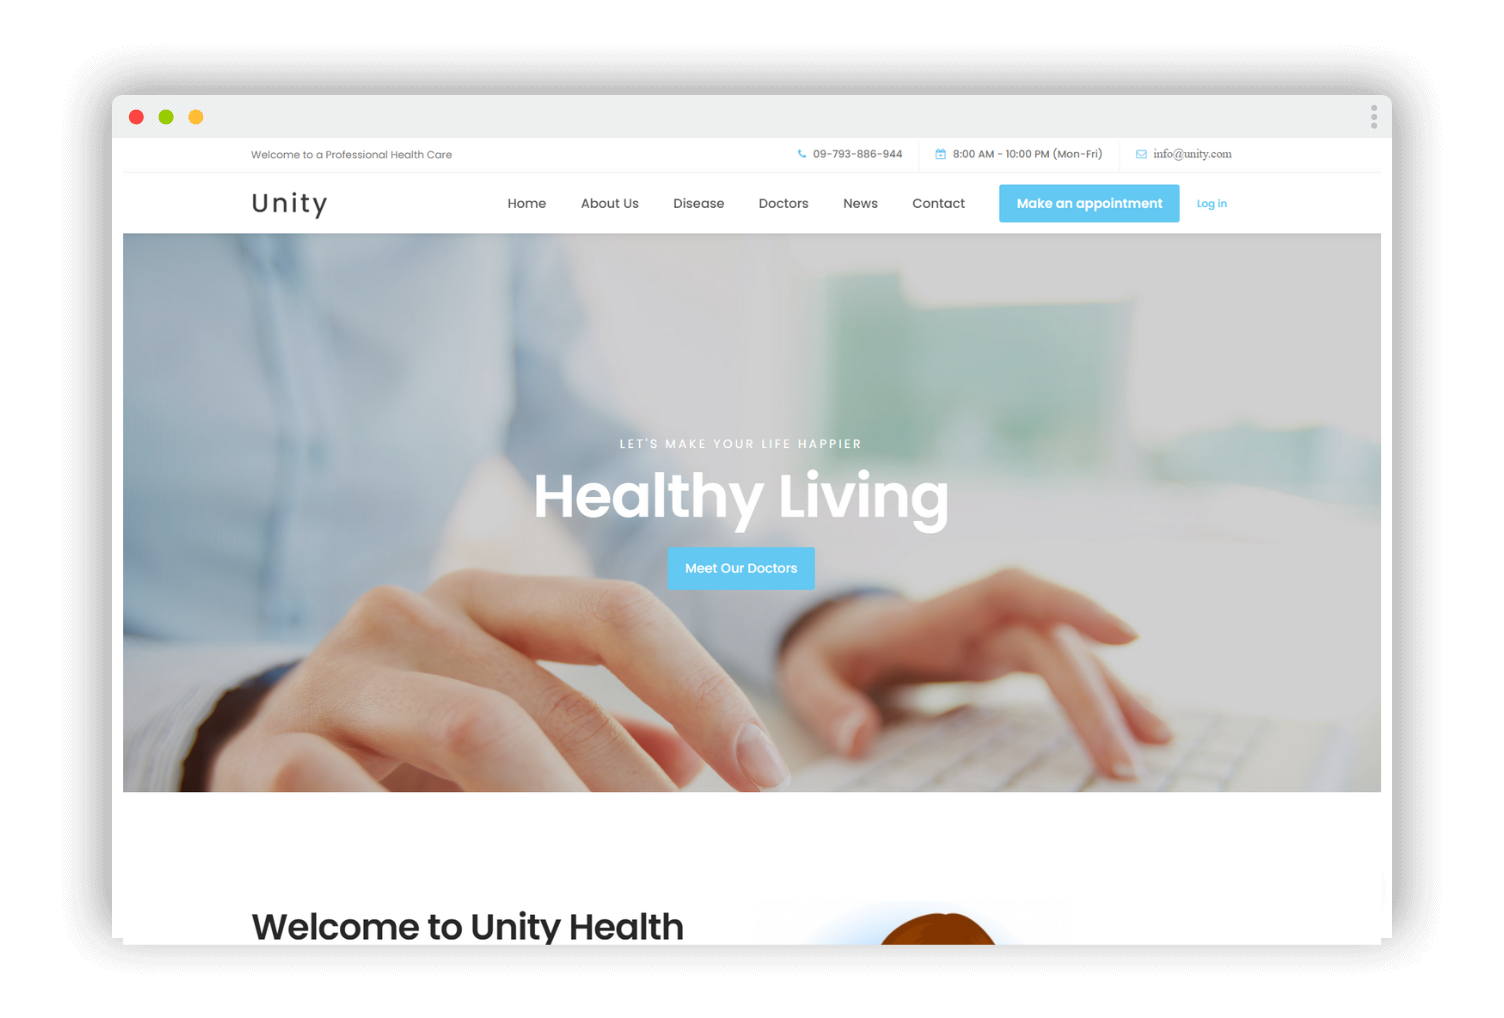 Welcome to a Professional Health Care
09-793-886-944
8:00 AM - 10:00 PM (Mon-Fri)
info@unity.com
Unity
Home
About Us
Disease
Doctors
News
Contact
Make an appointment
Log in
LET'S MAKE YOUR LIFE HAPPIER
Healthy Living
Meet Our Doctors
Welcome to Unity Health